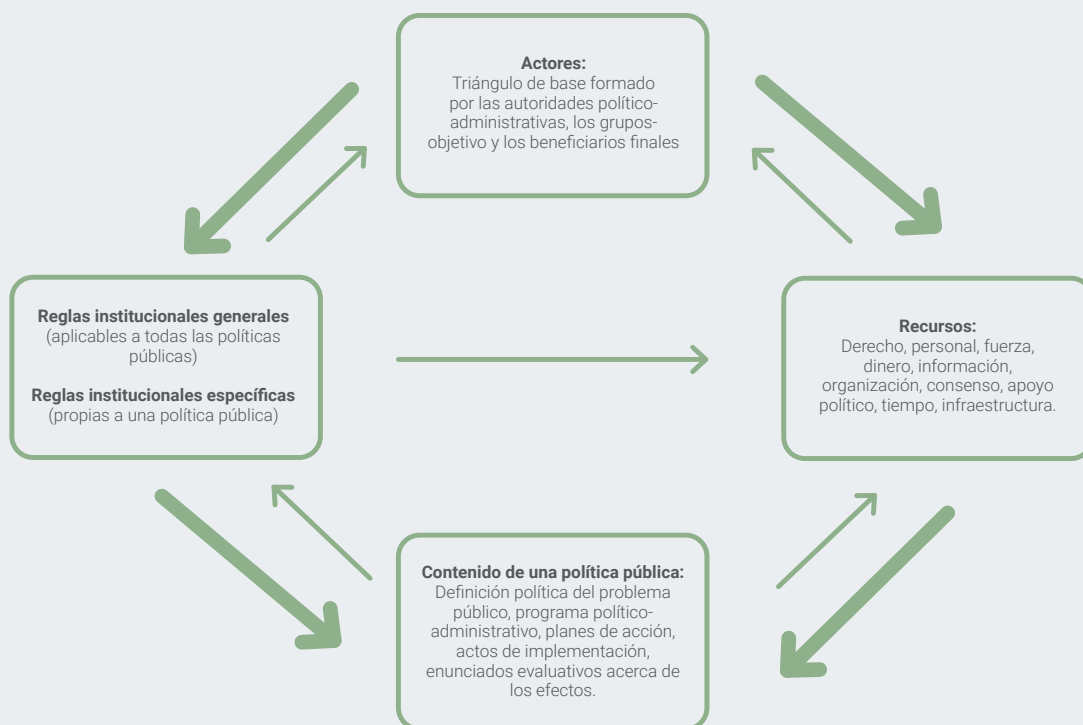 Actores:
Triángulo de base formado
por las autoridades político-
administrativas, los grupos-
objetivo y los beneficiarios finales
Reglas institucionales generales
(aplicables a todas las políticas
públicas)
Reglas institucionales específicas
(propias a una política pública)
Recursos:
Derecho, personal, fuerza,
dinero, información,
organización, consenso, apoyo
político, tiempo, infraestructura.
Contenido de una política pública:
Definición política del problema
público, programa político-
administrativo, planes de acción,
actos de implementación,
enunciados evaluativos acerca de
los efectos.